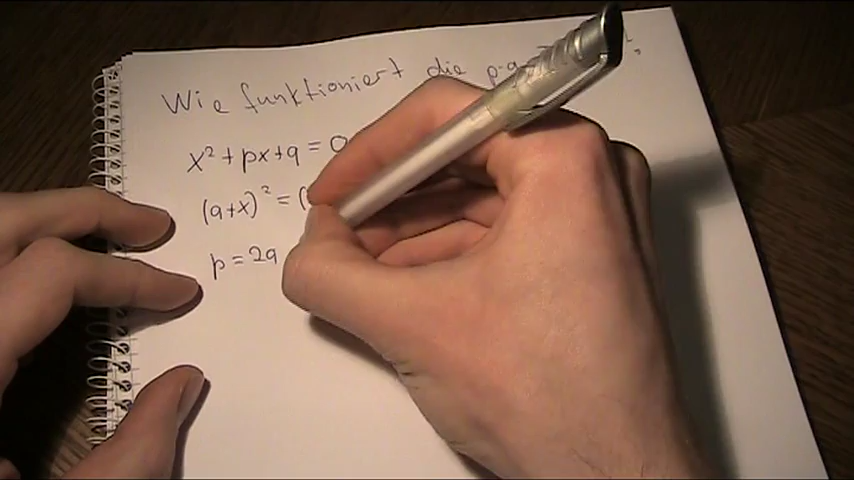 Wie funktioniert die p-q
x² + px + q = 0
(a+x)² = (
p = 2a